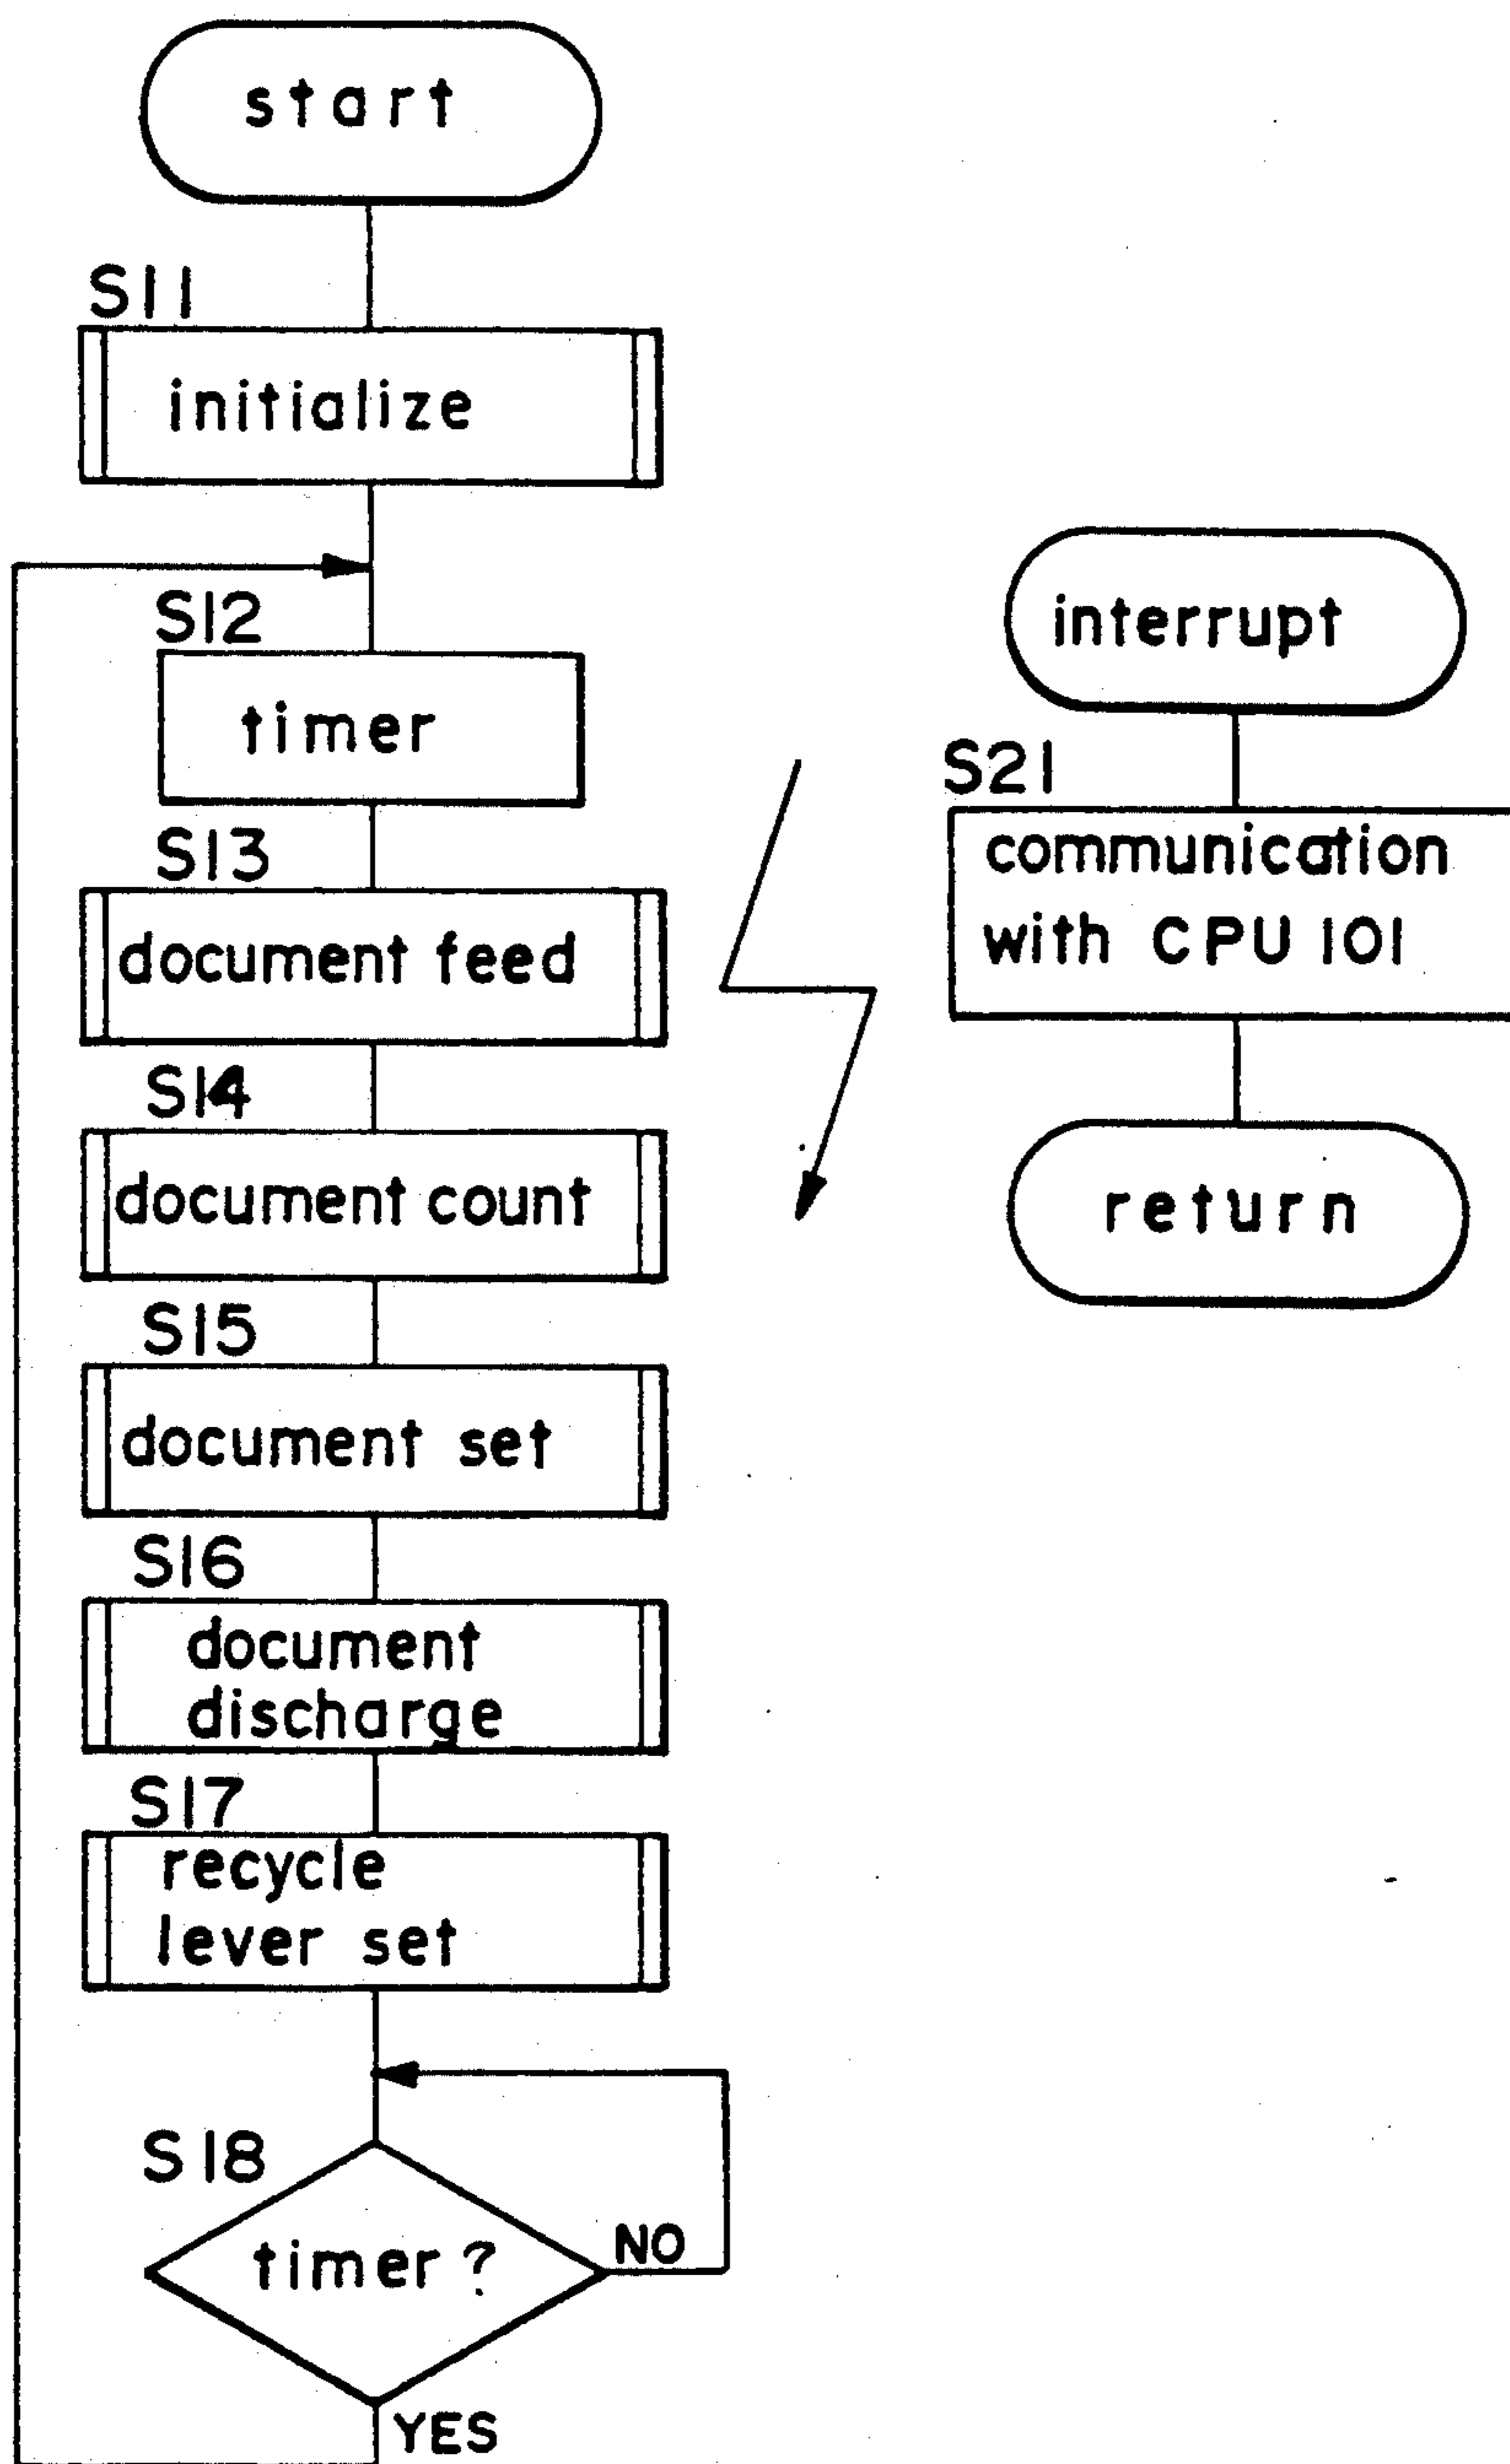 start
S11
initialize
S12
timer
S13
document feed
S14
document count
S15
document set
S16
document
discharge
S17
recycle
lever set
S18
timer ?
NO
YES
interrupt
S21
communication
with CPU 101
return